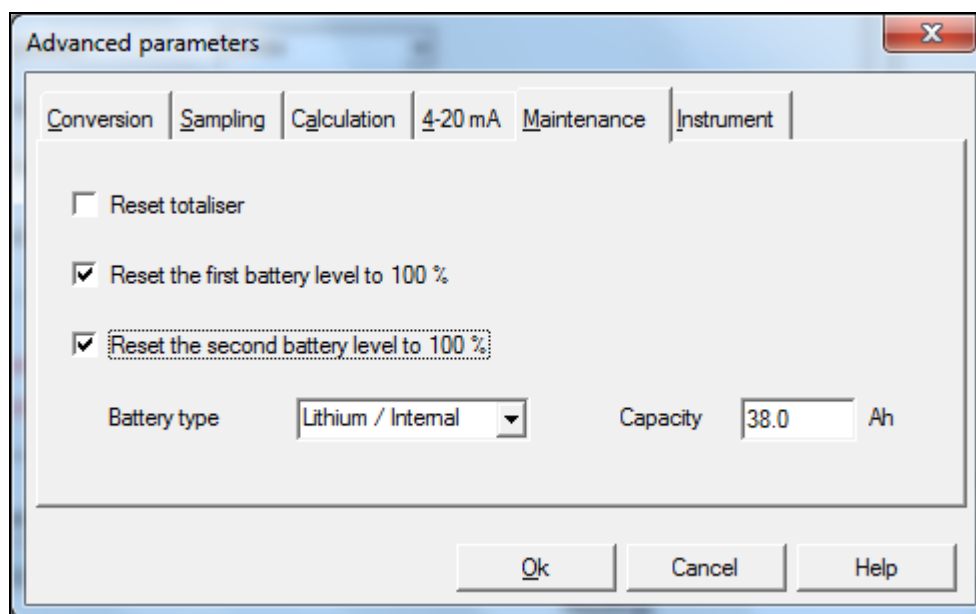 Advanced parameters
Conversion Sampling Calculation 4-20 mA Maintenance Instrument
Reset totaliser
Reset the first battery level to 100 %
Reset the second battery level to 100 %
Battery type Lithium / Internal Capacity 38.0 Ah
Ok Cancel Help